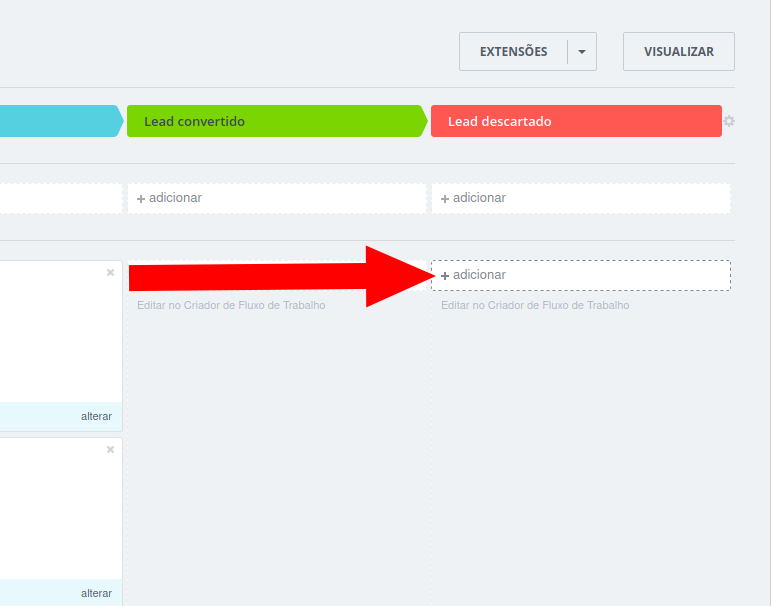 EXTENSÕES
VISUALIZAR
Lead convertido
Lead descartado
+ adicionar
+ adicionar
+ adicionar
Editar no Criador de Fluxo de Trabalho
Editar no Criador de Fluxo de Trabalho
alterar
alterar